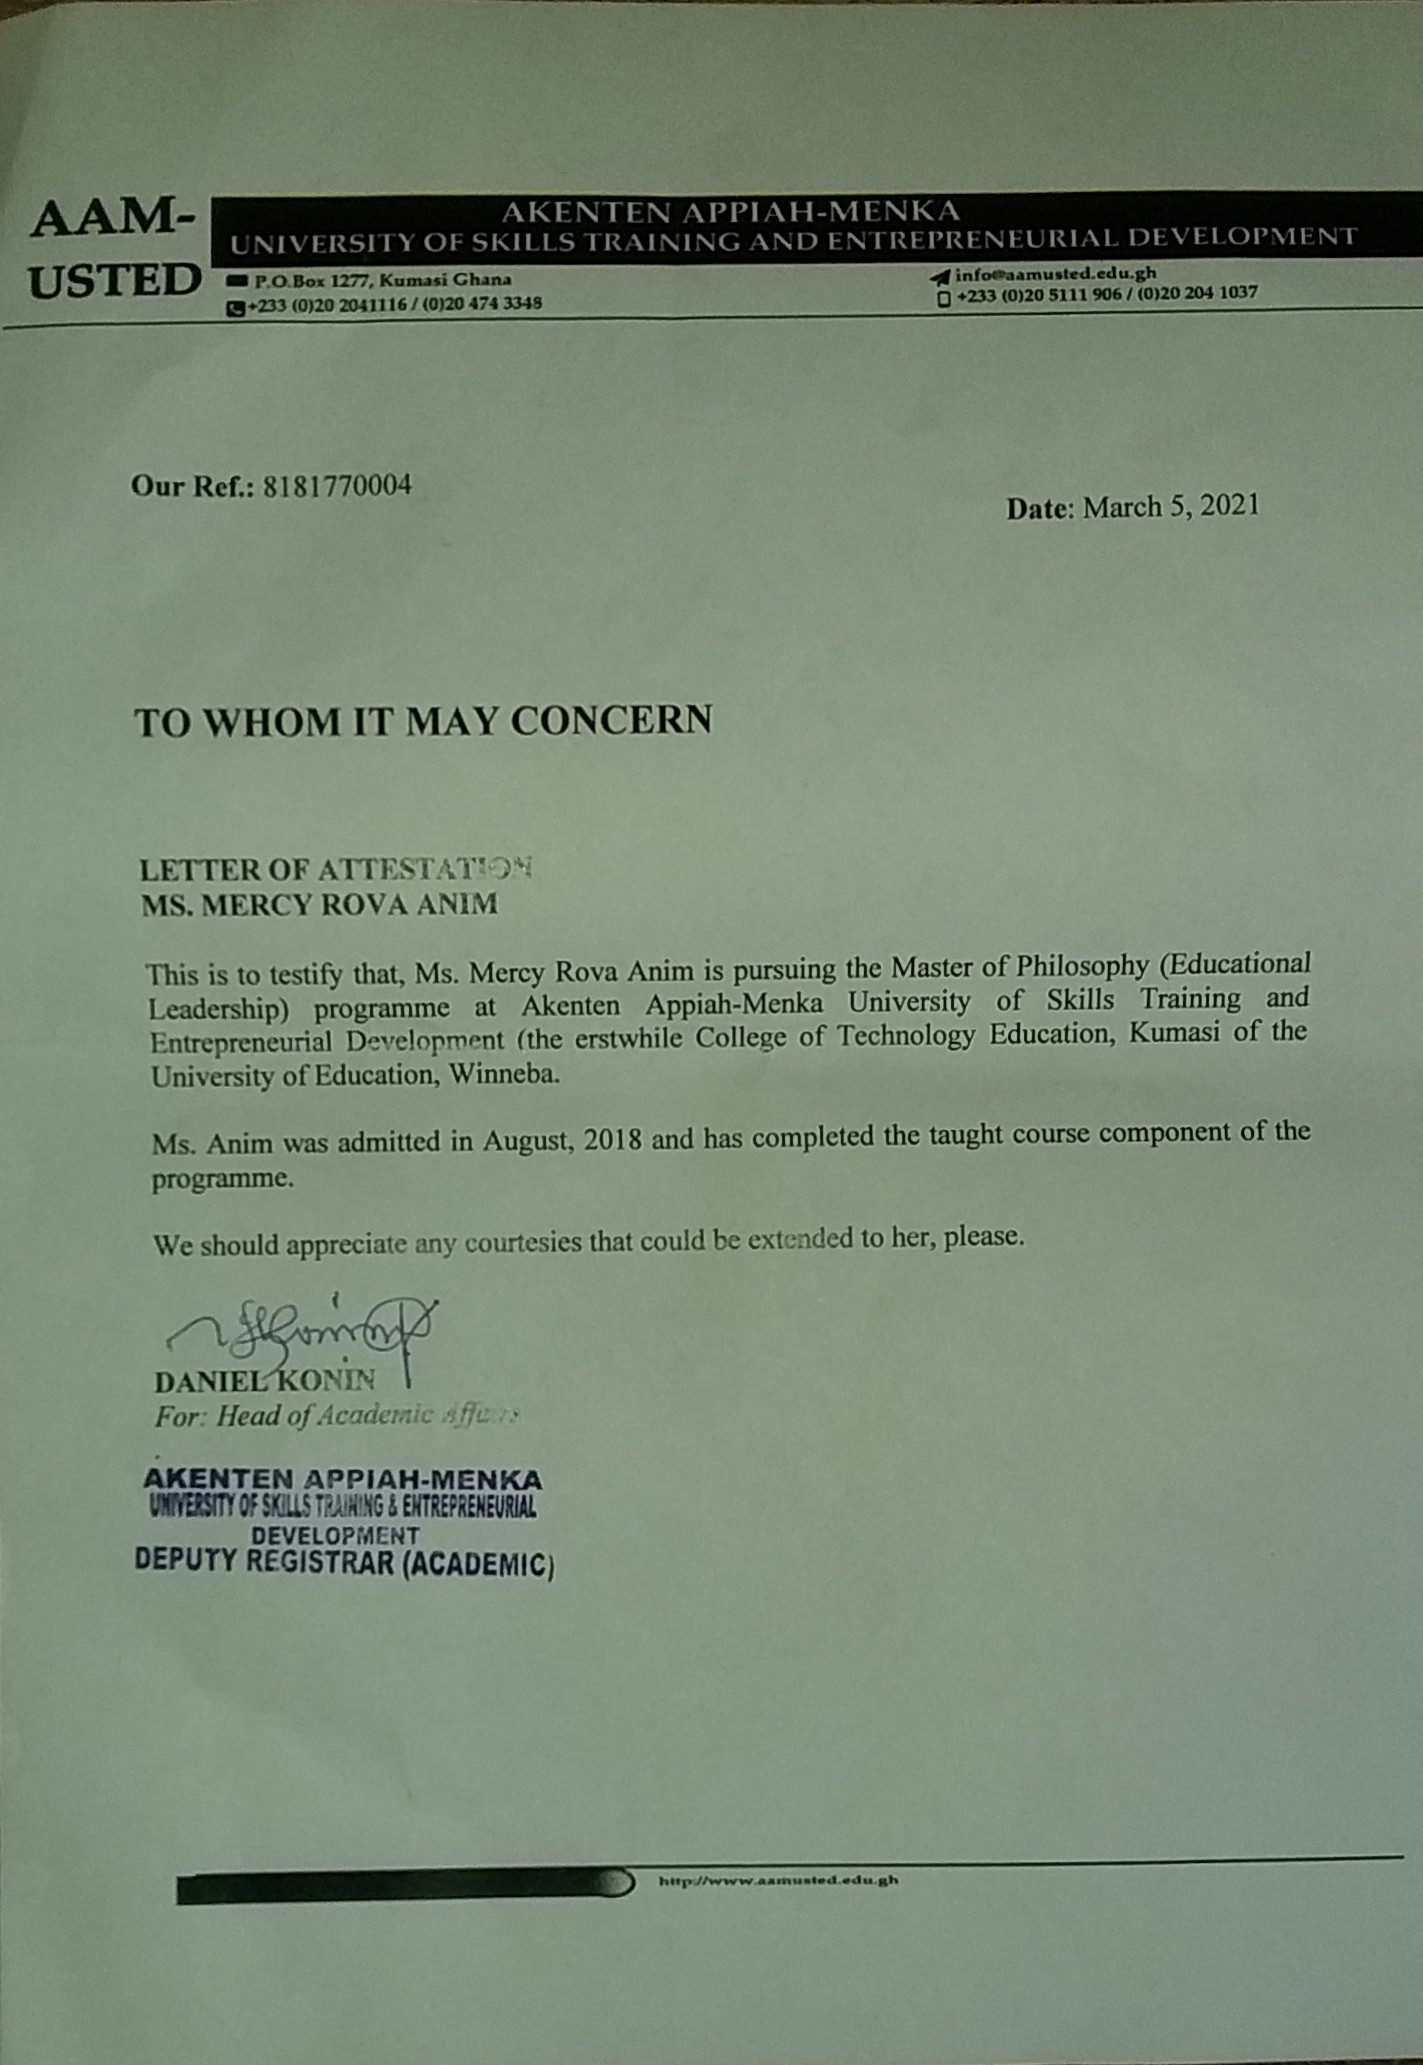 AAM-
USTED
AKENTEN APPIAH-MENKA
UNIVERSITY OF SKILLS TRAINING AND ENTREPRENEURIAL DEVELOPMENT
P.O.Box 1277, Kumasi Ghana
+233 (0)20 2041116 / (0)20 474 3348
info@aamusted.edu.gh
+233 (0)20 5111 906 / (0)20 204 1037
Our Ref.: 8181770004
Date: March 5, 2021
TO WHOM IT MAY CONCERN
LETTER OF ATTESTATION
MS. MERCY ROVA ANIM
This is to testify that, Ms. Mercy Rova Anim is pursuing the Master of Philosophy (Educational
Leadership) programme at Akenten Appiah-Menka University of Skills Training and
Entrepreneurial Development (the erstwhile College of Technology Education, Kumasi of the
University of Education, Winneba.
Ms. Anim was admitted in August, 2018 and has completed the taught course component of the
programme.
We should appreciate any courtesies that could be extended to her, please.
DANIEL KONIN
For: Head of Academic Affairs
AKENTEN APPIAH-MENKA
UNIVERSITY OF SKILLS TRAINING & ENTREPRENEURIAL
DEVELOPMENT
DEPUTY REGISTRAR (ACADEMIC)
http://www.aamusted.edu.gh